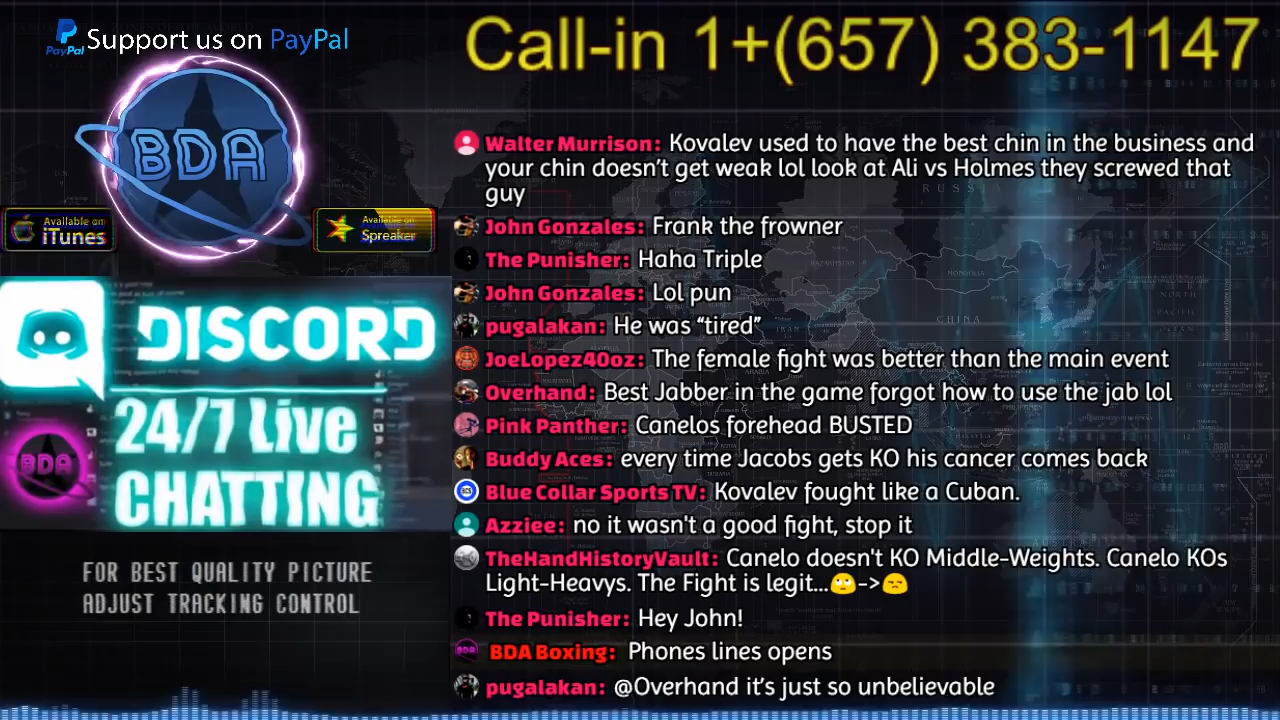 PayPal Support us on PayPal
Call-in 1+(657) 383-1147
BDA
Available on iTunes
Available on Spreaker
DISCORD
24/7 Live
CHATTING
BDA
FOR BEST QUALITY PICTURE
ADJUST TRACKING CONTROL
Walter Murrison: Kovalev used to have the best chin in the business and
your chin doesn't get weak lol look at Ali vs Holmes they screwed that
guy
John Gonzales: Frank the frowner
The Punisher: Haha Triple
John Gonzales: Lol pun
pugalakan: He was “tired”
JoeLopez40oz: The female fight was better than the main event
Overhand: Best Jabber in the game forgot how to use the jab lol
Pink Panther: Canelos forehead BUSTED
Buddy Aces: every time Jacobs gets KO his cancer comes back
Blue Collar Sports TV: Kovalev fought like a Cuban.
Azziee: no it wasn't a good fight, stop it
TheHandHistoryVault: Canelo doesn't KO Middle-Weights. Canelo KOs
Light-Heavys. The Fight is legit...🙄->😒
The Punisher: Hey John!
BDA Boxing: Phones lines opens
pugalakan: @Overhand it’s just so unbelievable
RUSSIA
MONGOLIA
CHINA
IRAN